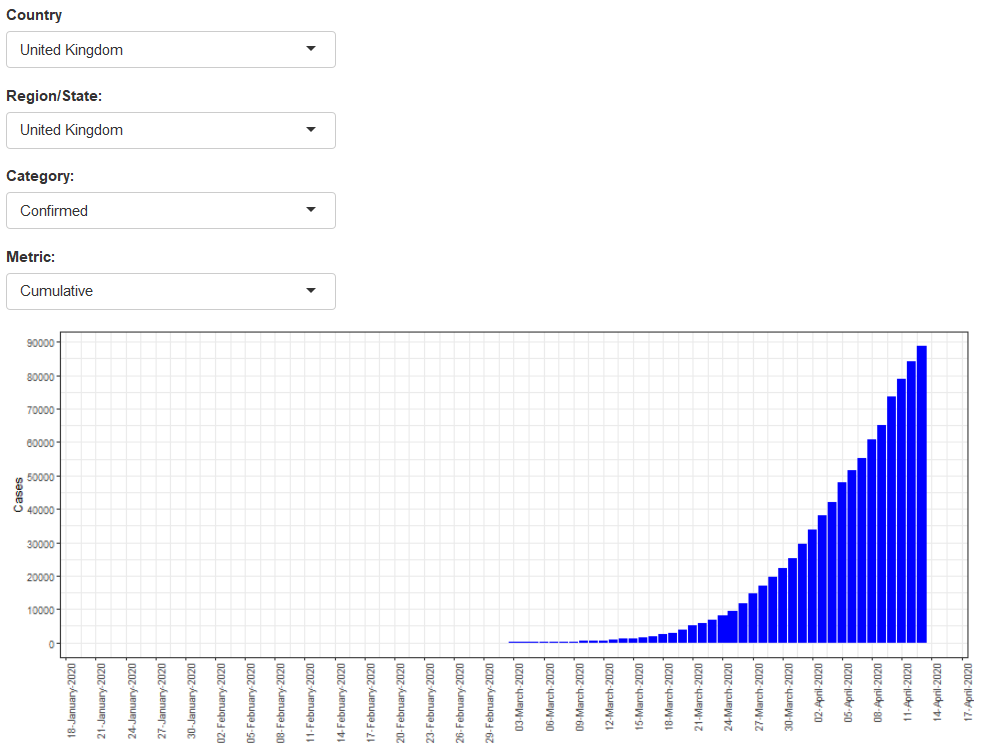 Country
United Kingdom
Region/State:
United Kingdom
Category:
Confirmed
Metric:
Cumulative
90000
80000
70000
60000
50000
40000
30000
20000
10000
0
Cases
18-January-2020
21-January-2020
24-January-2020
27-January-2020
30-January-2020
02-February-2020
05-February-2020
08-February-2020
11-February-2020
14-February-2020
17-February-2020
20-February-2020
23-February-2020
26-February-2020
29-February-2020
03-March-2020
06-March-2020
09-March-2020
12-March-2020
15-March-2020
18-March-2020
21-March-2020
24-March-2020
27-March-2020
30-March-2020
02-April-2020
05-April-2020
08-April-2020
11-April-2020
14-April-2020
17-April-2020